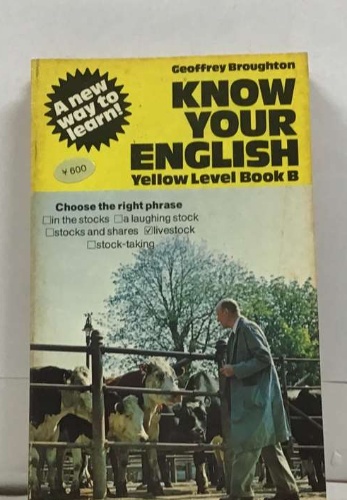 Geoffrey Broughton
A new
way to
learn!
KNOW
YOUR
ENGLISH
Yellow Level Book B
¥600
Choose the right phrase
☐in the stocks ☐a laughing stock
☐stocks and shares ☑livestock
☐stock-taking